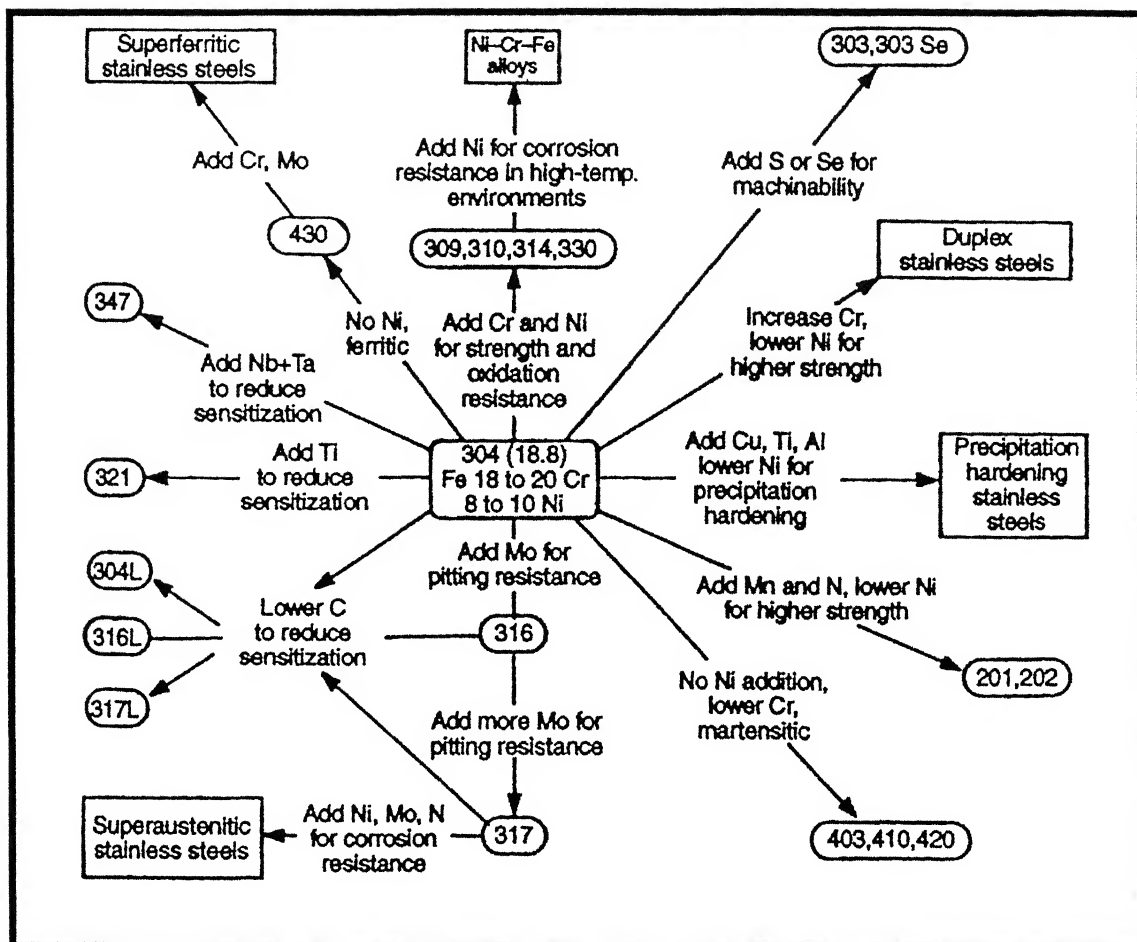 Superferritic
stainless steels
Ni–Cr–Fe
alloys
303,303 Se
Add Cr, Mo
Add Ni for corrosion
resistance in high-temp.
environments
Add S or Se for
machinability
430
309,310,314,330
Duplex
stainless steels
347
No Ni,
ferritic
Add Cr and Ni
for strength and
oxidation
resistance
Increase Cr,
lower Ni for
higher strength
Add Nb+Ta
to reduce
sensitization
321
Add Ti
to reduce
sensitization
304 (18.8)
Fe 18 to 20 Cr
8 to 10 Ni
Add Cu, Ti, Al
lower Ni for
precipitation
hardening
Precipitation
hardening
stainless
steels
304L
316L
317L
Lower C
to reduce
sensitization
Add Mo for
pitting resistance
316
Add Mn and N, lower Ni
for higher strength
201,202
No Ni addition,
lower Cr,
martensitic
Add more Mo for
pitting resistance
Superaustenitic
stainless steels
Add Ni, Mo, N
for corrosion
resistance
317
403,410,420